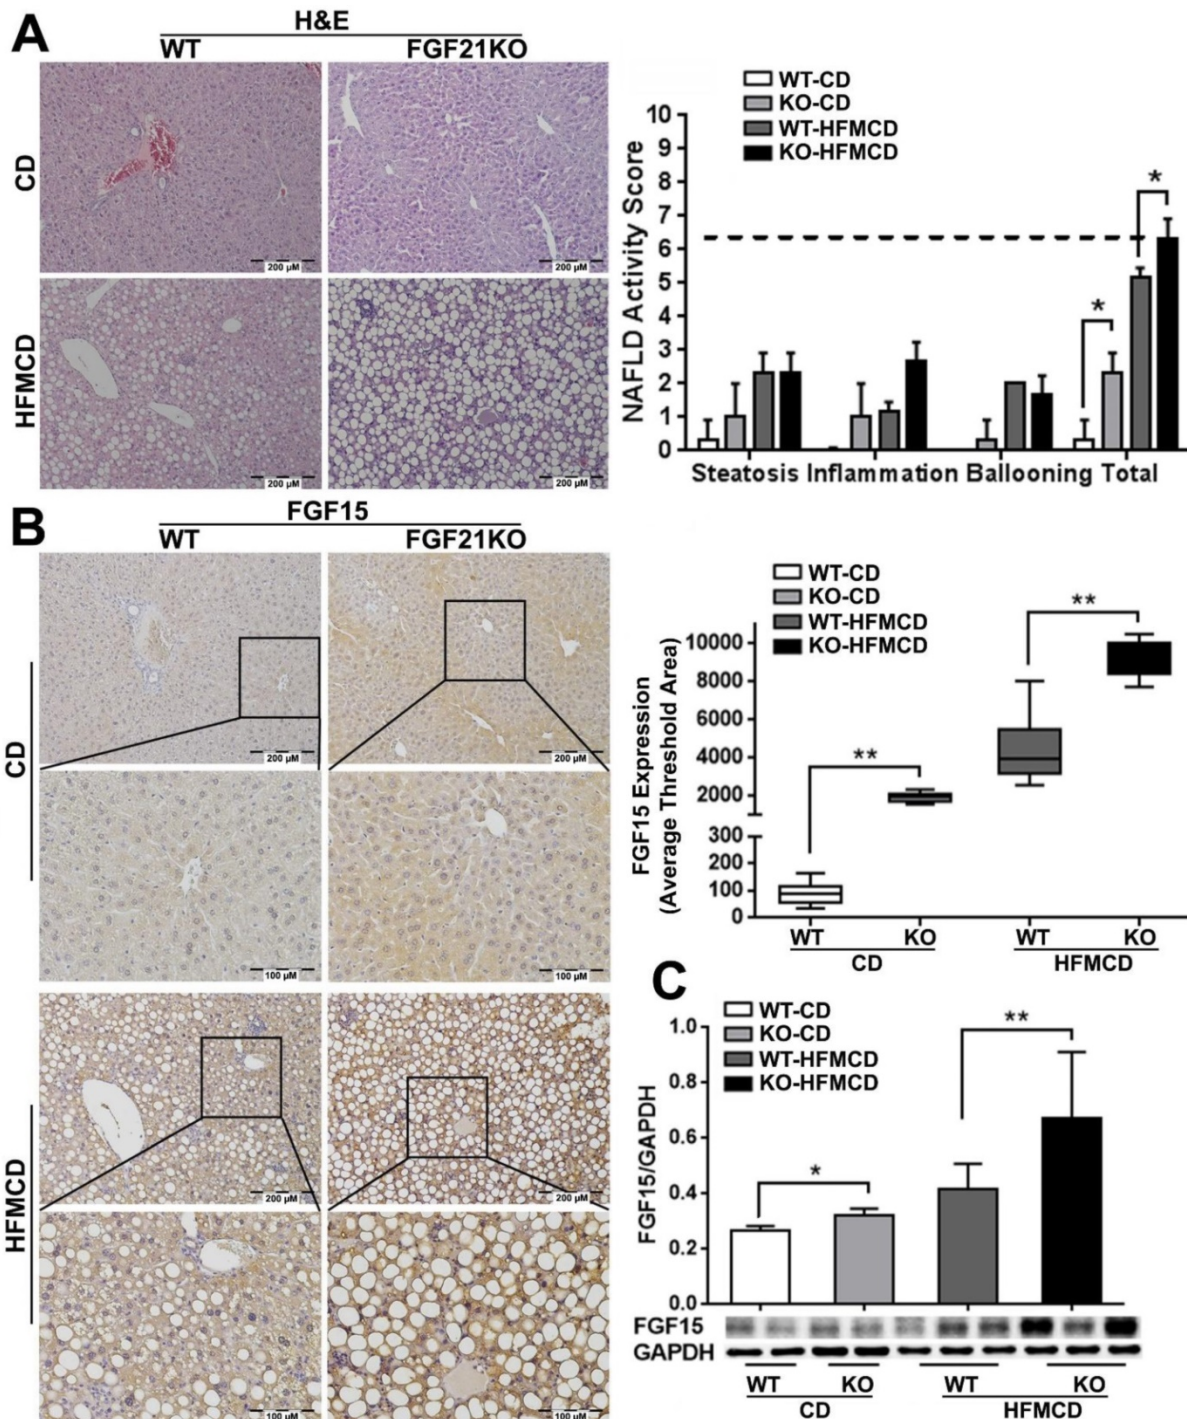 A
H&E
WT FGF21KO
CD
200 μM
200 μM
HFMCD
200 μM
200 μM
WT-CD
KO-CD
WT-HFMCD
KO-HFMCD
NAFLD Activity Score
10
9
8
7
6
5
4
3
2
1
0
*
*
Steatosis Inflammation Ballooning Total
B
FGF15
WT FGF21KO
CD
200 μM
200 μM
100 μM
100 μM
HFMCD
200 μM
200 μM
100 μM
100 μM
WT-CD
KO-CD
WT-HFMCD
KO-HFMCD
FGF15 Expression
(Average Threshold Area)
10000
8000
6000
4000
2000
300
200
100
0
**
**
WT KO WT KO
CD HFMCD
C
WT-CD
KO-CD
WT-HFMCD
KO-HFMCD
FGF15/GAPDH
1.0
0.8
0.6
0.4
0.2
0.0
*
**
FGF15
GAPDH
WT KO WT KO
CD HFMCD